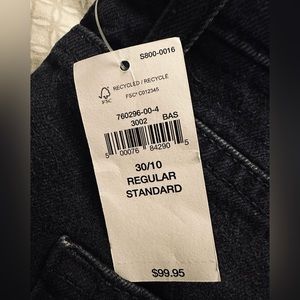 S800-0016
FSC
RECYCLED / RECYCLE
FSC® C012345
760296-00-4
3002 BAS
5 00076 84290 5
30/10
REGULAR
STANDARD
$99.95